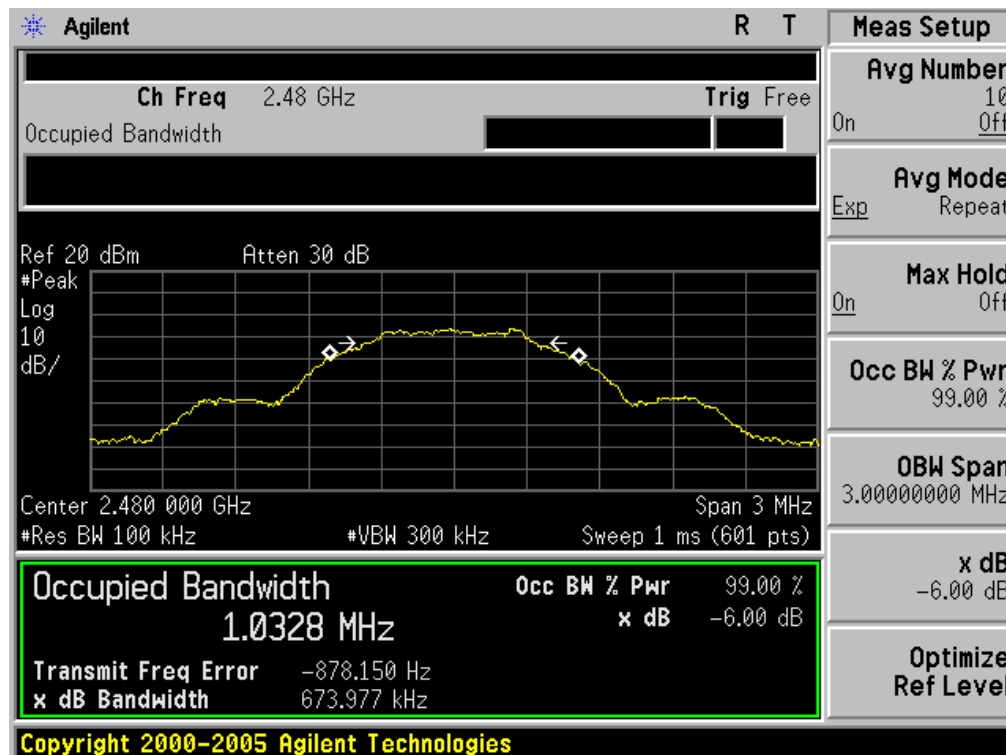 Agilent R T
Ch Freq 2.48 GHz Trig Free
Occupied Bandwidth
Ref 20 dBm Atten 30 dB
#Peak
Log
10
dB/
Center 2.480 000 GHz Span 3 MHz
#Res BW 100 kHz #VBW 300 kHz Sweep 1 ms (601 pts)
Occupied Bandwidth
1.0328 MHz
Occ BW % Pwr 99.00 %
x dB -6.00 dB
Transmit Freq Error -878.150 Hz
x dB Bandwidth 673.977 kHz
Copyright 2000-2005 Agilent Technologies
Meas Setup
Avg Number
10
On Off
Avg Mode
Exp Repeat
Max Hold
On Off
Occ BW % Pwr
99.00 %
OBW Span
3.00000000 MHz
x dB
-6.00 dB
Optimize
Ref Level